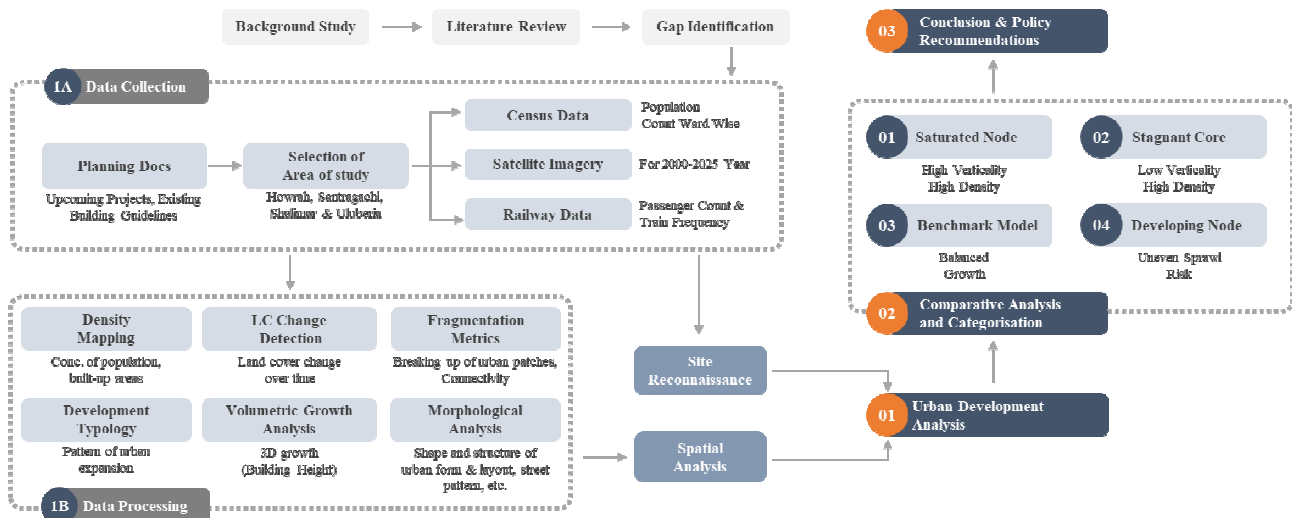 Background Study
Literature Review
Gap Identification
1A Data Collection
Planning Docs
Upcoming Projects, Existing
Building Guidelines
Selection of
Area of study
Howrah, Santragachi,
Shalimar & Uluberia
Census Data
Population
Count Ward Wise
Satellite Imagery
For 2000-2025 Year
Railway Data
Passenger Count &
Train Frequency
Density
Mapping
Conc. of population,
built-up areas
LC Change
Detection
Land cover change
over time
Fragmentation
Metrics
Breaking up of urban patches,
Connectivity
Development
Typology
Pattern of urban
expansion
Volumetric Growth
Analysis
3D growth
(Building Height)
Morphological
Analysis
Shape and structure of
urban form & layout, street
pattern, etc.
1B Data Processing
Site
Reconnaissance
Spatial
Analysis
01 Urban Development
Analysis
02 Comparative Analysis
and Categorisation
01 Saturated Node
High Verticality
High Density
02 Stagnant Core
Low Verticality
High Density
03 Benchmark Model
Balanced
Growth
04 Developing Node
Uneven Sprawl
Risk
03 Conclusion & Policy
Recommendations